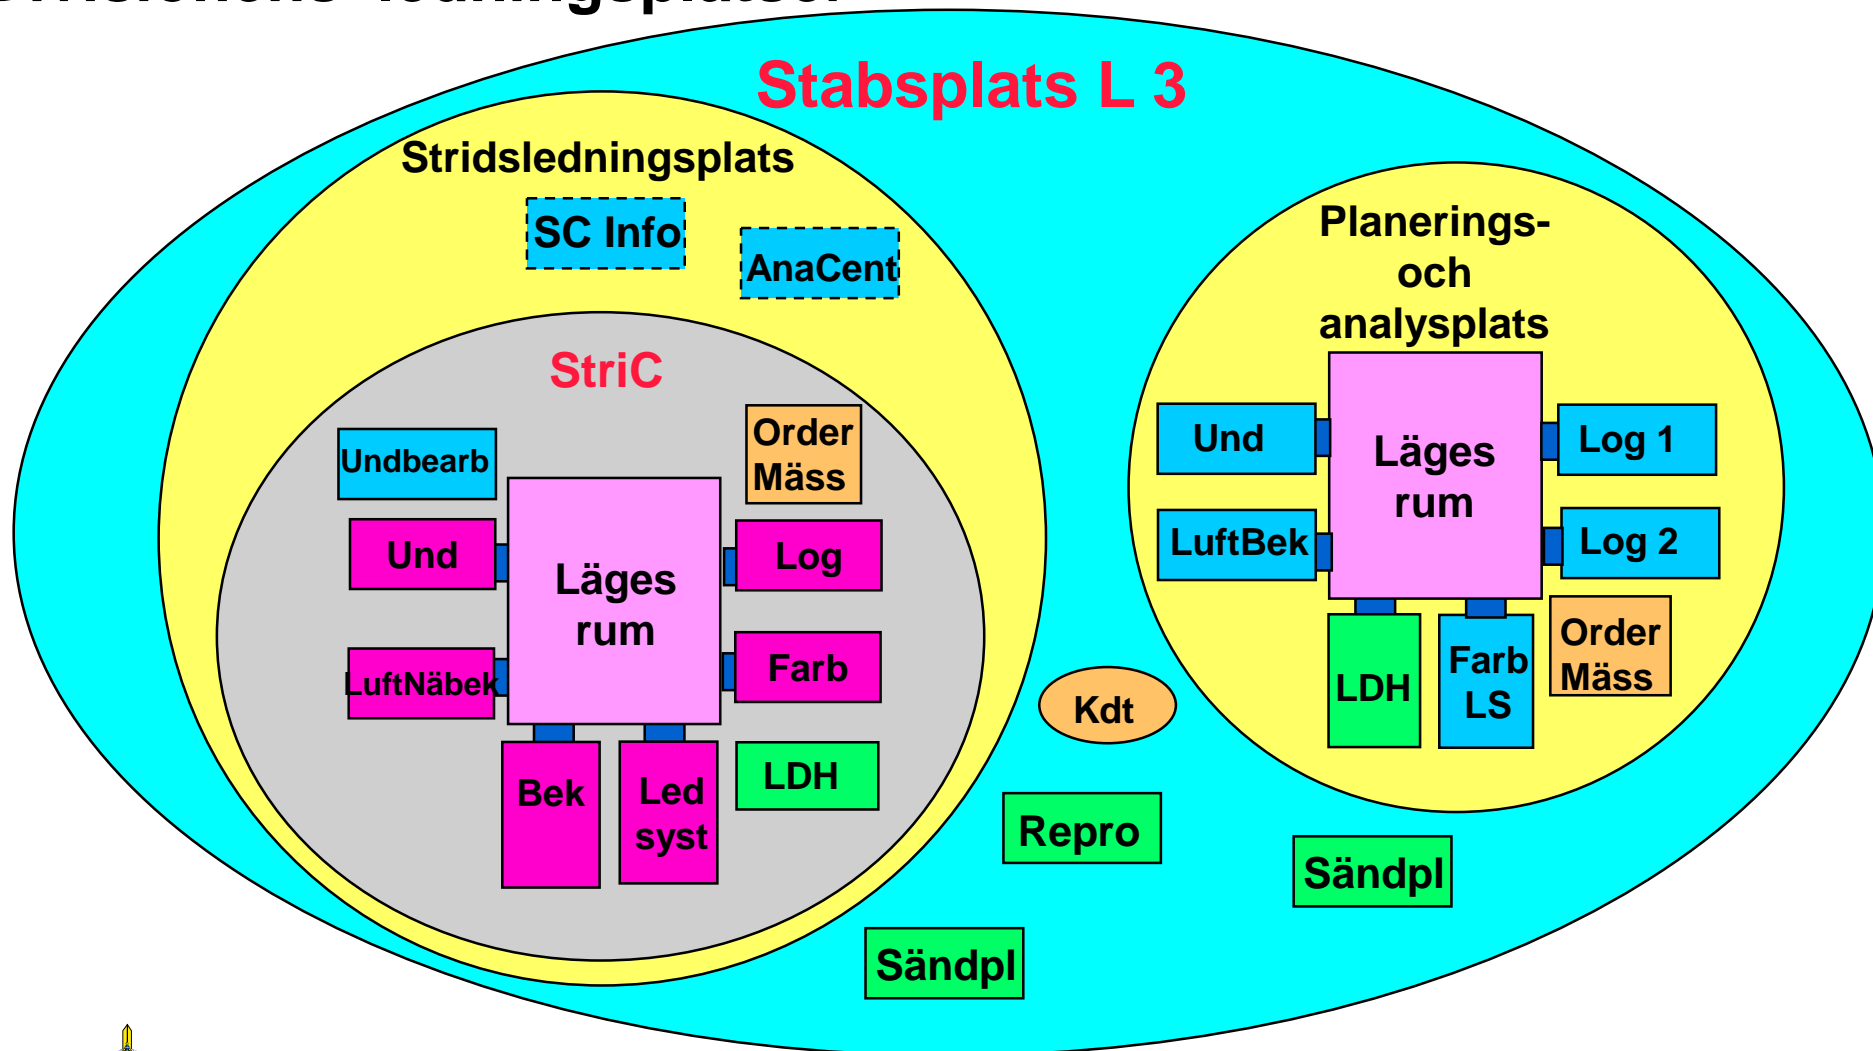 Stabsplats L 3
Stridsledningsplats
SC Info
AnaCent
StriC
Undbearb
Order
Mäss
Und
Läges
rum
Log
LuftNäbek
Farb
Bek
Led
syst
LDH
Planerings-
och
analysplats
Und
Läges
rum
Log 1
LuftBek
Log 2
LDH
Farb
LS
Order
Mäss
Kdt
Repro
Sändpl
Sändpl